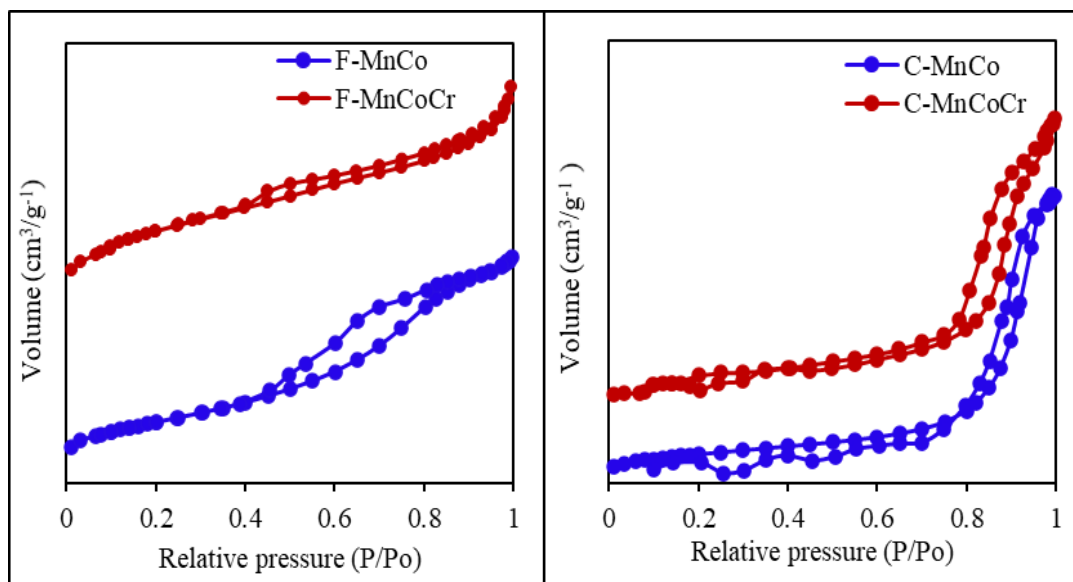 F-MnCo
F-MnCoCr
Volume (cm³/g⁻¹)
0 0.2 0.4 0.6 0.8 1
Relative pressure (P/Po)
C-MnCo
C-MnCoCr
Volume (cm³/g⁻¹)
0 0.2 0.4 0.6 0.8 1
Relative pressure (P/Po)